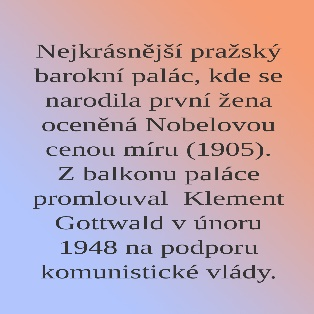 Nejkrásnější pražský
barokní palác, kde se
narodila první žena
oceněná Nobelovou
cenou míru (1905).
Z balkonu paláce
promlouval  Klement
Gottwald v únoru
1948 na podporu
komunistické vlády.